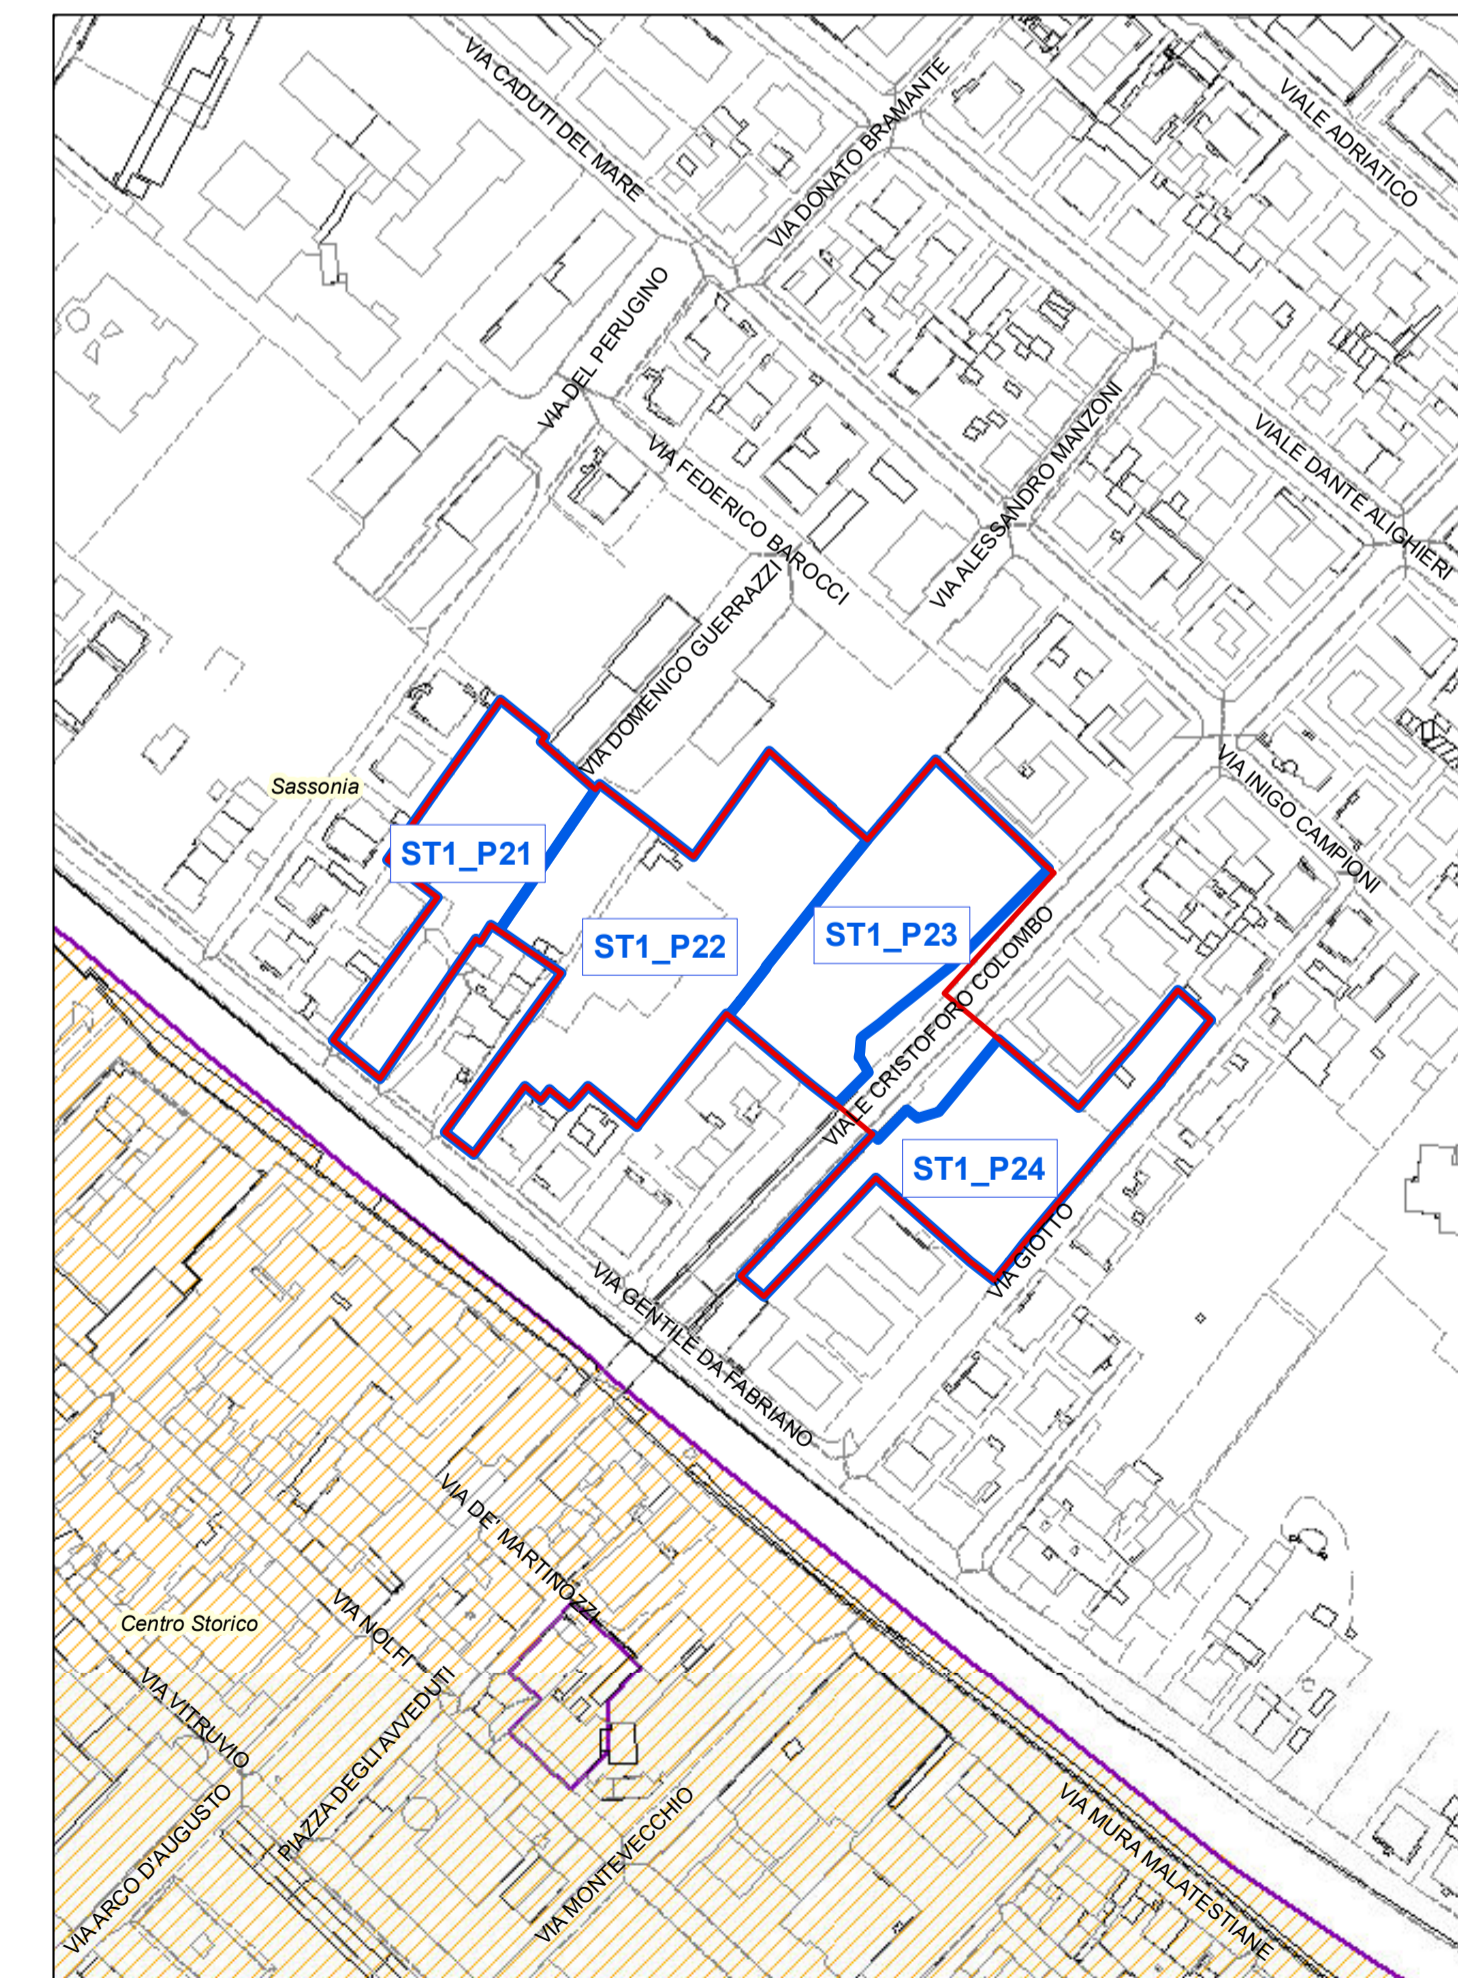 VIA CADUTI DEL MARE
VIA DONATO BRAMANTE
VIALE ADRIATICO
VIA DEL PERUGINO
VIA FEDERICO BAROCCI
VIA ALESSANDRO MANZONI
VIALE DANTE ALIGHIERI
VIA DOMENICO GUERRAZZI
Sassonia
VIA INIGO CAMPIONI
ST1_P21
ST1_P22
ST1_P23
VIALE CRISTOFORO COLOMBO
ST1_P24
VIA GIOTTO
VIA GENTILE DA FABRIANO
VIA DE' MARTINOZZI
Centro Storico
VIA NOLFI
VIA VITRUVIO
PIAZZA DEGLI AVVEDUTI
VIA ARCO D'AUGUSTO
VIA MONTEVECCHIO
VIA MURA MALATESTIANE